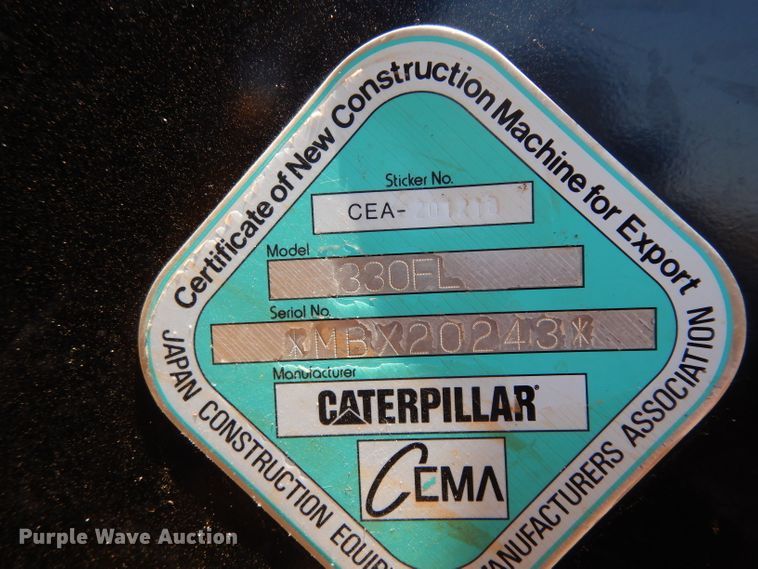 Certificate of New Construction Machine for Export
Sticker No.
CEA-
Model
330FL
Serial No.
*MBX20243*
Manufacturer
CATERPILLAR®
CEMA
JAPAN CONSTRUCTION EQUIP MANUFACTURERS ASSOCIATION
Purple Wave Auction